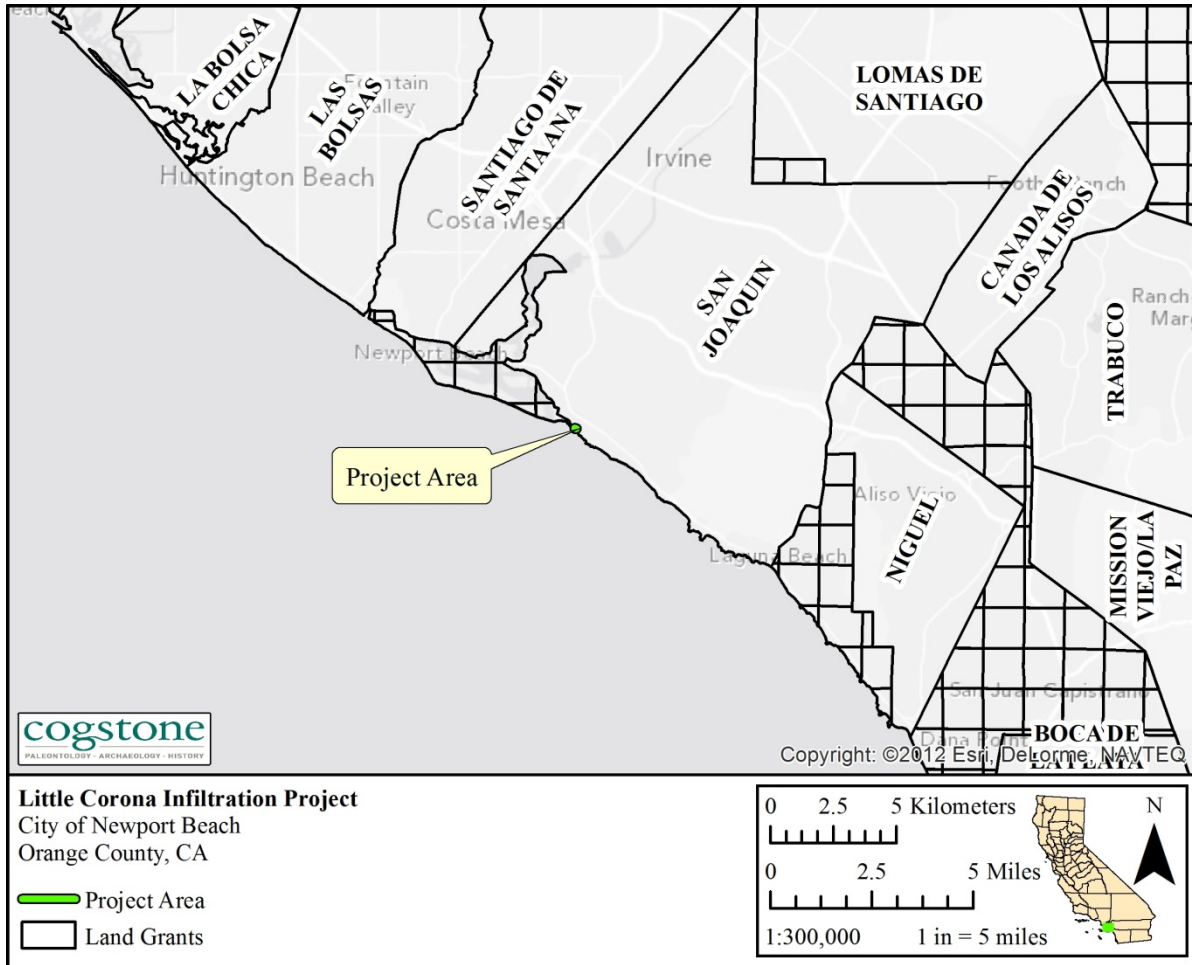 LA BOLSA
CHICA
LAS
BOLSAS
Fountain
Valley
Huntington Beach
SANTIAGO DE
SANTA ANA
Costa Mesa
Irvine
LOMAS DE
SANTIAGO
Foothill Ranch
CANADA DE
LOS ALISOS
SAN
JOAQUIN
TRABUCO
Newport Beach
Project Area
Aliso Viejo
NIGUEL
Laguna Beach
MISSION
VIEJO/LA
PAZ
San Juan Capistrano
Dana Point
BOCA DE
cogstone
PALEONTOLOGY - ARCHAEOLOGY - HISTORY
Copyright: ©2012 Esri, DeLorme, NAVTEQ
Little Corona Infiltration Project
City of Newport Beach
Orange County, CA
Project Area
Land Grants
0 2.5 5 Kilometers
0 2.5 5 Miles
1:300,000 1 in = 5 miles
N